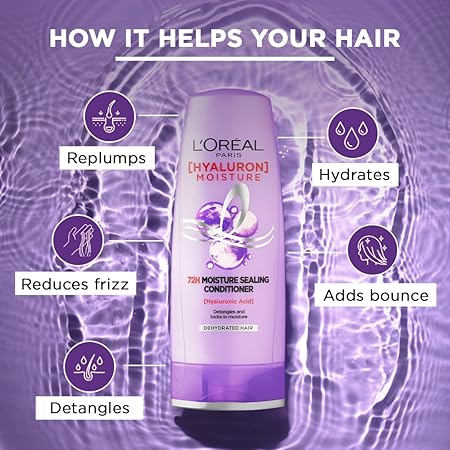 HOW IT HELPS YOUR HAIR
Replumps
Hydrates
Reduces frizz
Adds bounce
Detangles
L'ORÉAL
PARIS
[HYALURON]
MOISTURE
72H MOISTURE SEALING
CONDITIONER
[Hyaluronic Acid]
Detangles and
locks-in moisture
DEHYDRATED HAIR